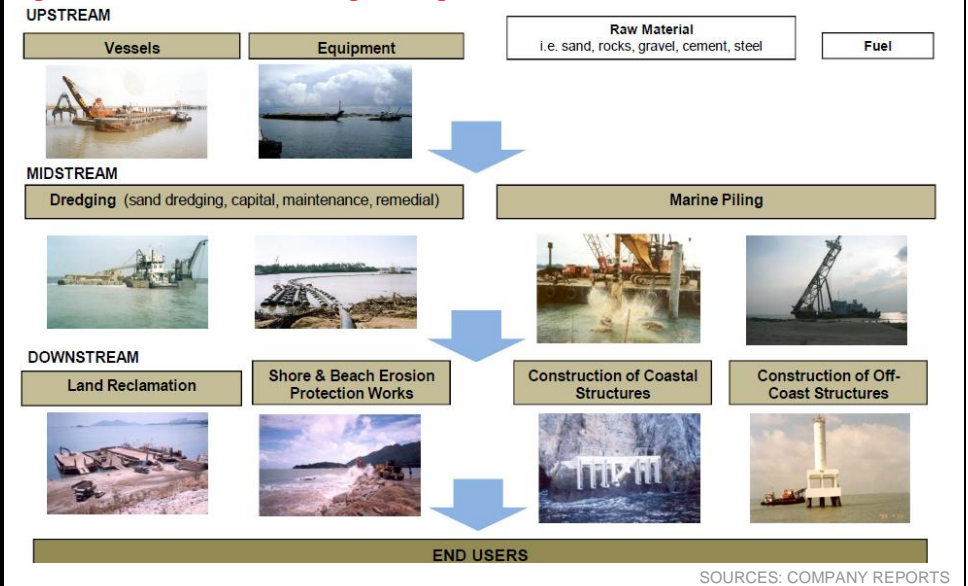 UPSTREAM
Vessels
Equipment
Raw Material
i.e. sand, rocks, gravel, cement, steel
Fuel
MIDSTREAM
Dredging (sand dredging, capital, maintenance, remedial)
Marine Piling
DOWNSTREAM
Land Reclamation
Shore & Beach Erosion
Protection Works
Construction of Coastal
Structures
Construction of Off-
Coast Structures
END USERS
SOURCES: COMPANY REPORTS